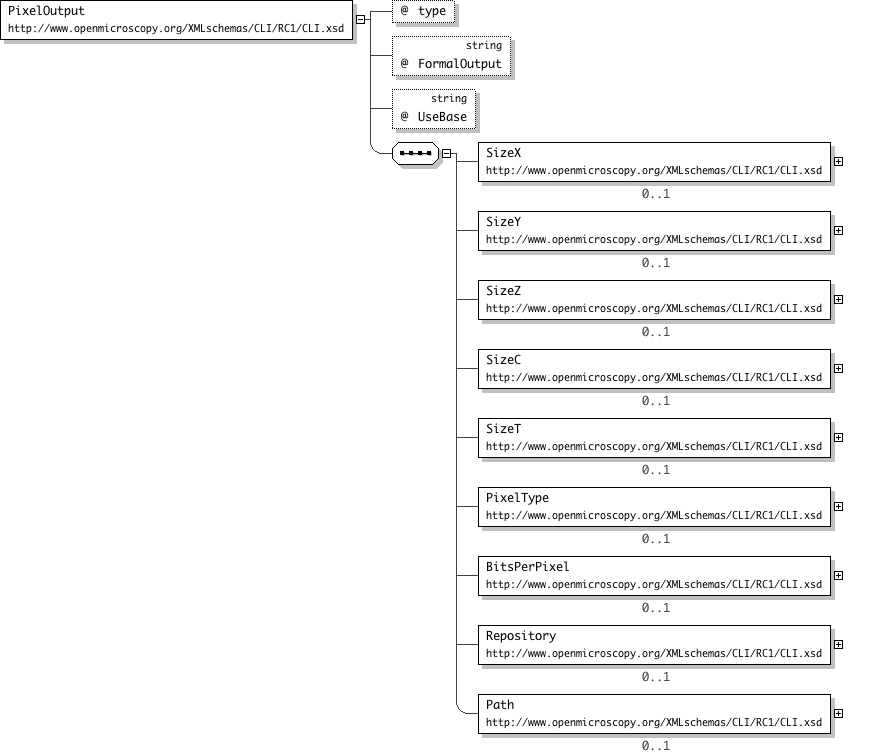 PixelOutput
http://www.openmicroscopy.org/XMLschemas/CLI/RC1/CLI.xsd
@ type
string
@ FormalOutput
string
@ UseBase
SizeX
http://www.openmicroscopy.org/XMLschemas/CLI/RC1/CLI.xsd
0..1
SizeY
http://www.openmicroscopy.org/XMLschemas/CLI/RC1/CLI.xsd
0..1
SizeZ
http://www.openmicroscopy.org/XMLschemas/CLI/RC1/CLI.xsd
0..1
SizeC
http://www.openmicroscopy.org/XMLschemas/CLI/RC1/CLI.xsd
0..1
SizeT
http://www.openmicroscopy.org/XMLschemas/CLI/RC1/CLI.xsd
0..1
PixelType
http://www.openmicroscopy.org/XMLschemas/CLI/RC1/CLI.xsd
0..1
BitsPerPixel
http://www.openmicroscopy.org/XMLschemas/CLI/RC1/CLI.xsd
0..1
Repository
http://www.openmicroscopy.org/XMLschemas/CLI/RC1/CLI.xsd
0..1
Path
http://www.openmicroscopy.org/XMLschemas/CLI/RC1/CLI.xsd
0..1